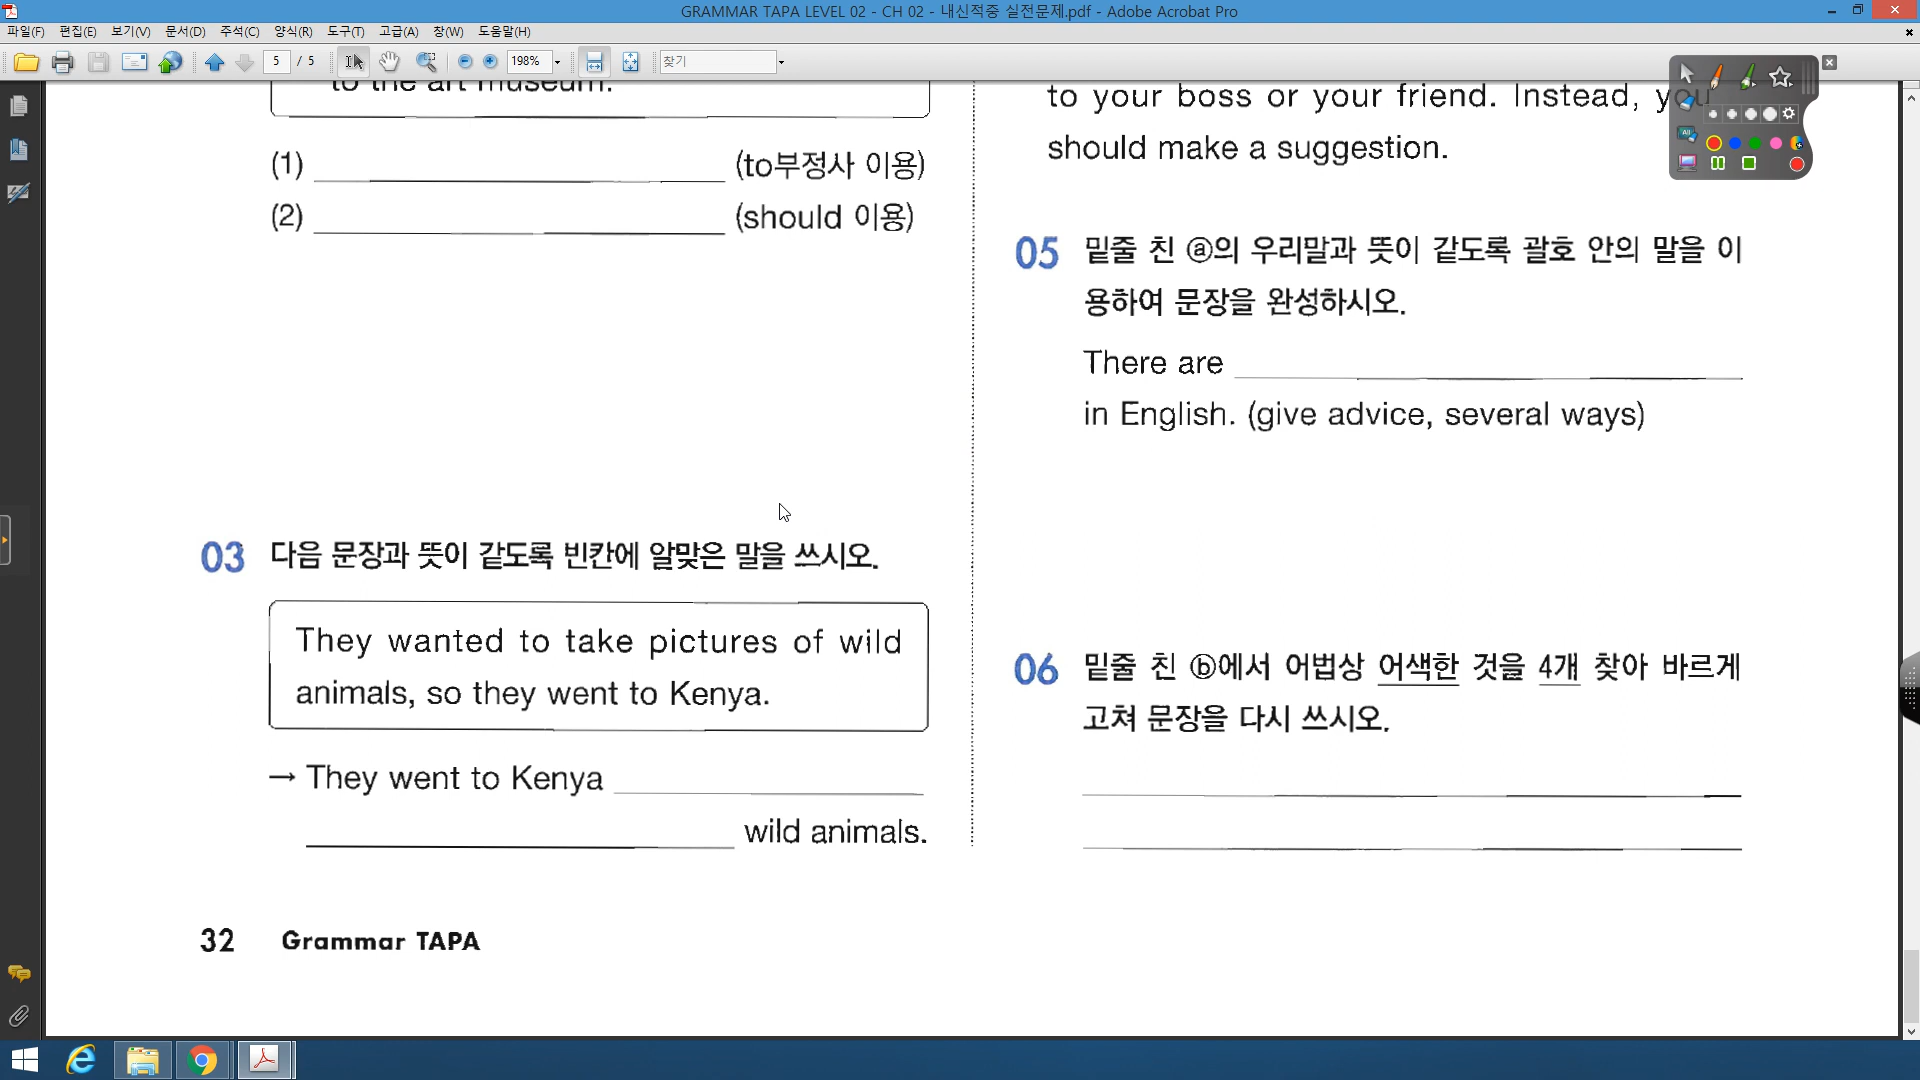 GRAMMAR TAPA LEVEL 02 - CH 02 - 내신적중 실전문제.pdf - Adobe Acrobat Pro
파일(F) 편집(E) 보기(V) 문서(D) 주석(C) 양식(R) 도구(T) 고급(A) 창(W) 도움말(H)
5 / 5 198% 찾기
to the art museum.
(1) (to부정사 이용)
(2) (should 이용)
03 다음 문장과 뜻이 같도록 빈칸에 알맞은 말을 쓰시오.
They wanted to take pictures of wild
animals, so they went to Kenya.
→ They went to Kenya
wild animals.
32 Grammar TAPA
to your boss or your friend. Instead, you
should make a suggestion.
05 밑줄 친 ⓐ의 우리말과 뜻이 같도록 괄호 안의 말을 이
용하여 문장을 완성하시오.
There are
in English. (give advice, several ways)
06 밑줄 친 ⓑ에서 어법상 어색한 것을 4개 찾아 바르게
고쳐 문장을 다시 쓰시오.
All